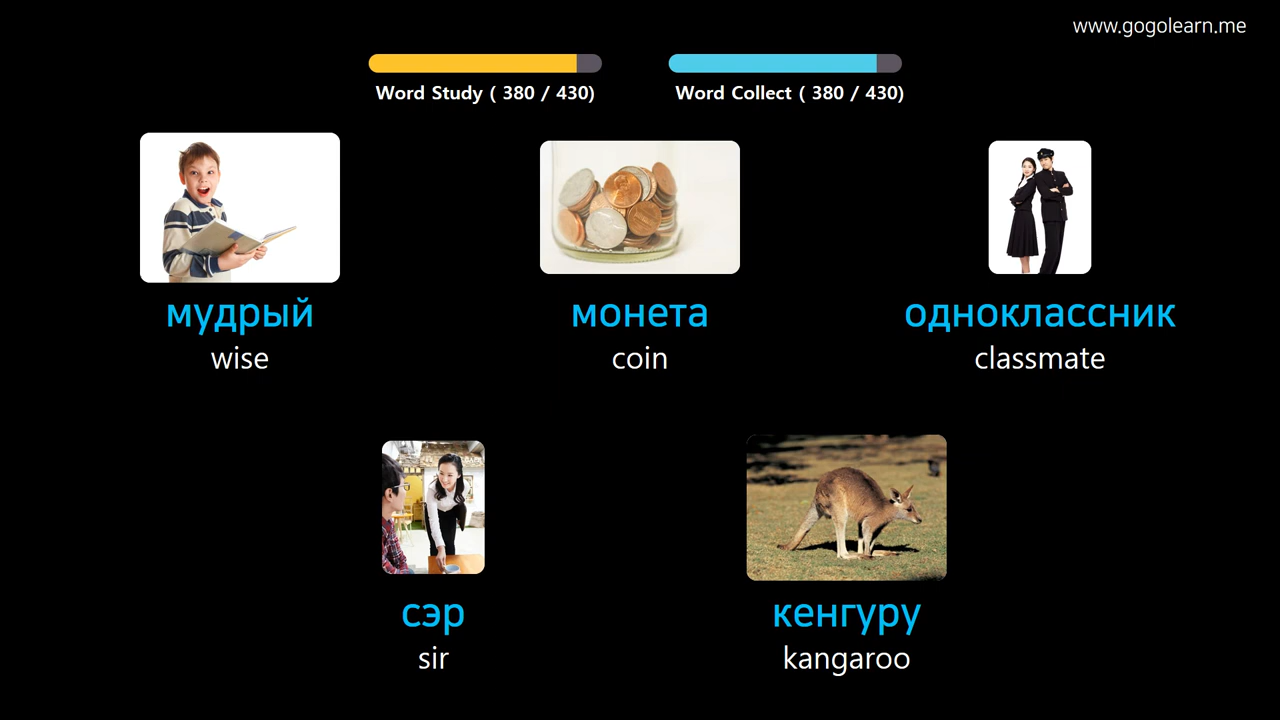 www.gogolearn.me
Word Study ( 380 / 430)
Word Collect ( 380 / 430)
мудрый
wise
монета
coin
одноклассник
classmate
сэр
sir
кенгуру
kangaroo